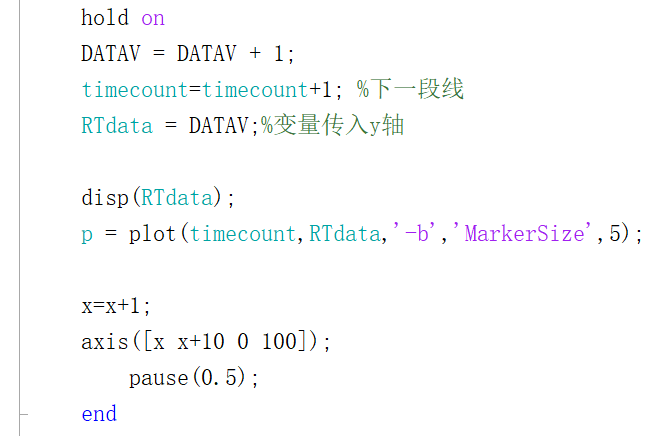 hold on
DATAV = DATAV + 1;
timecount=timecount+1; %下一段线
RTdata = DATAV;%变量传入y轴
disp(RTdata);
p = plot(timecount,RTdata,'-b','MarkerSize',5);
x=x+1;
axis([x x+10 0 100]);
pause(0.5);
end